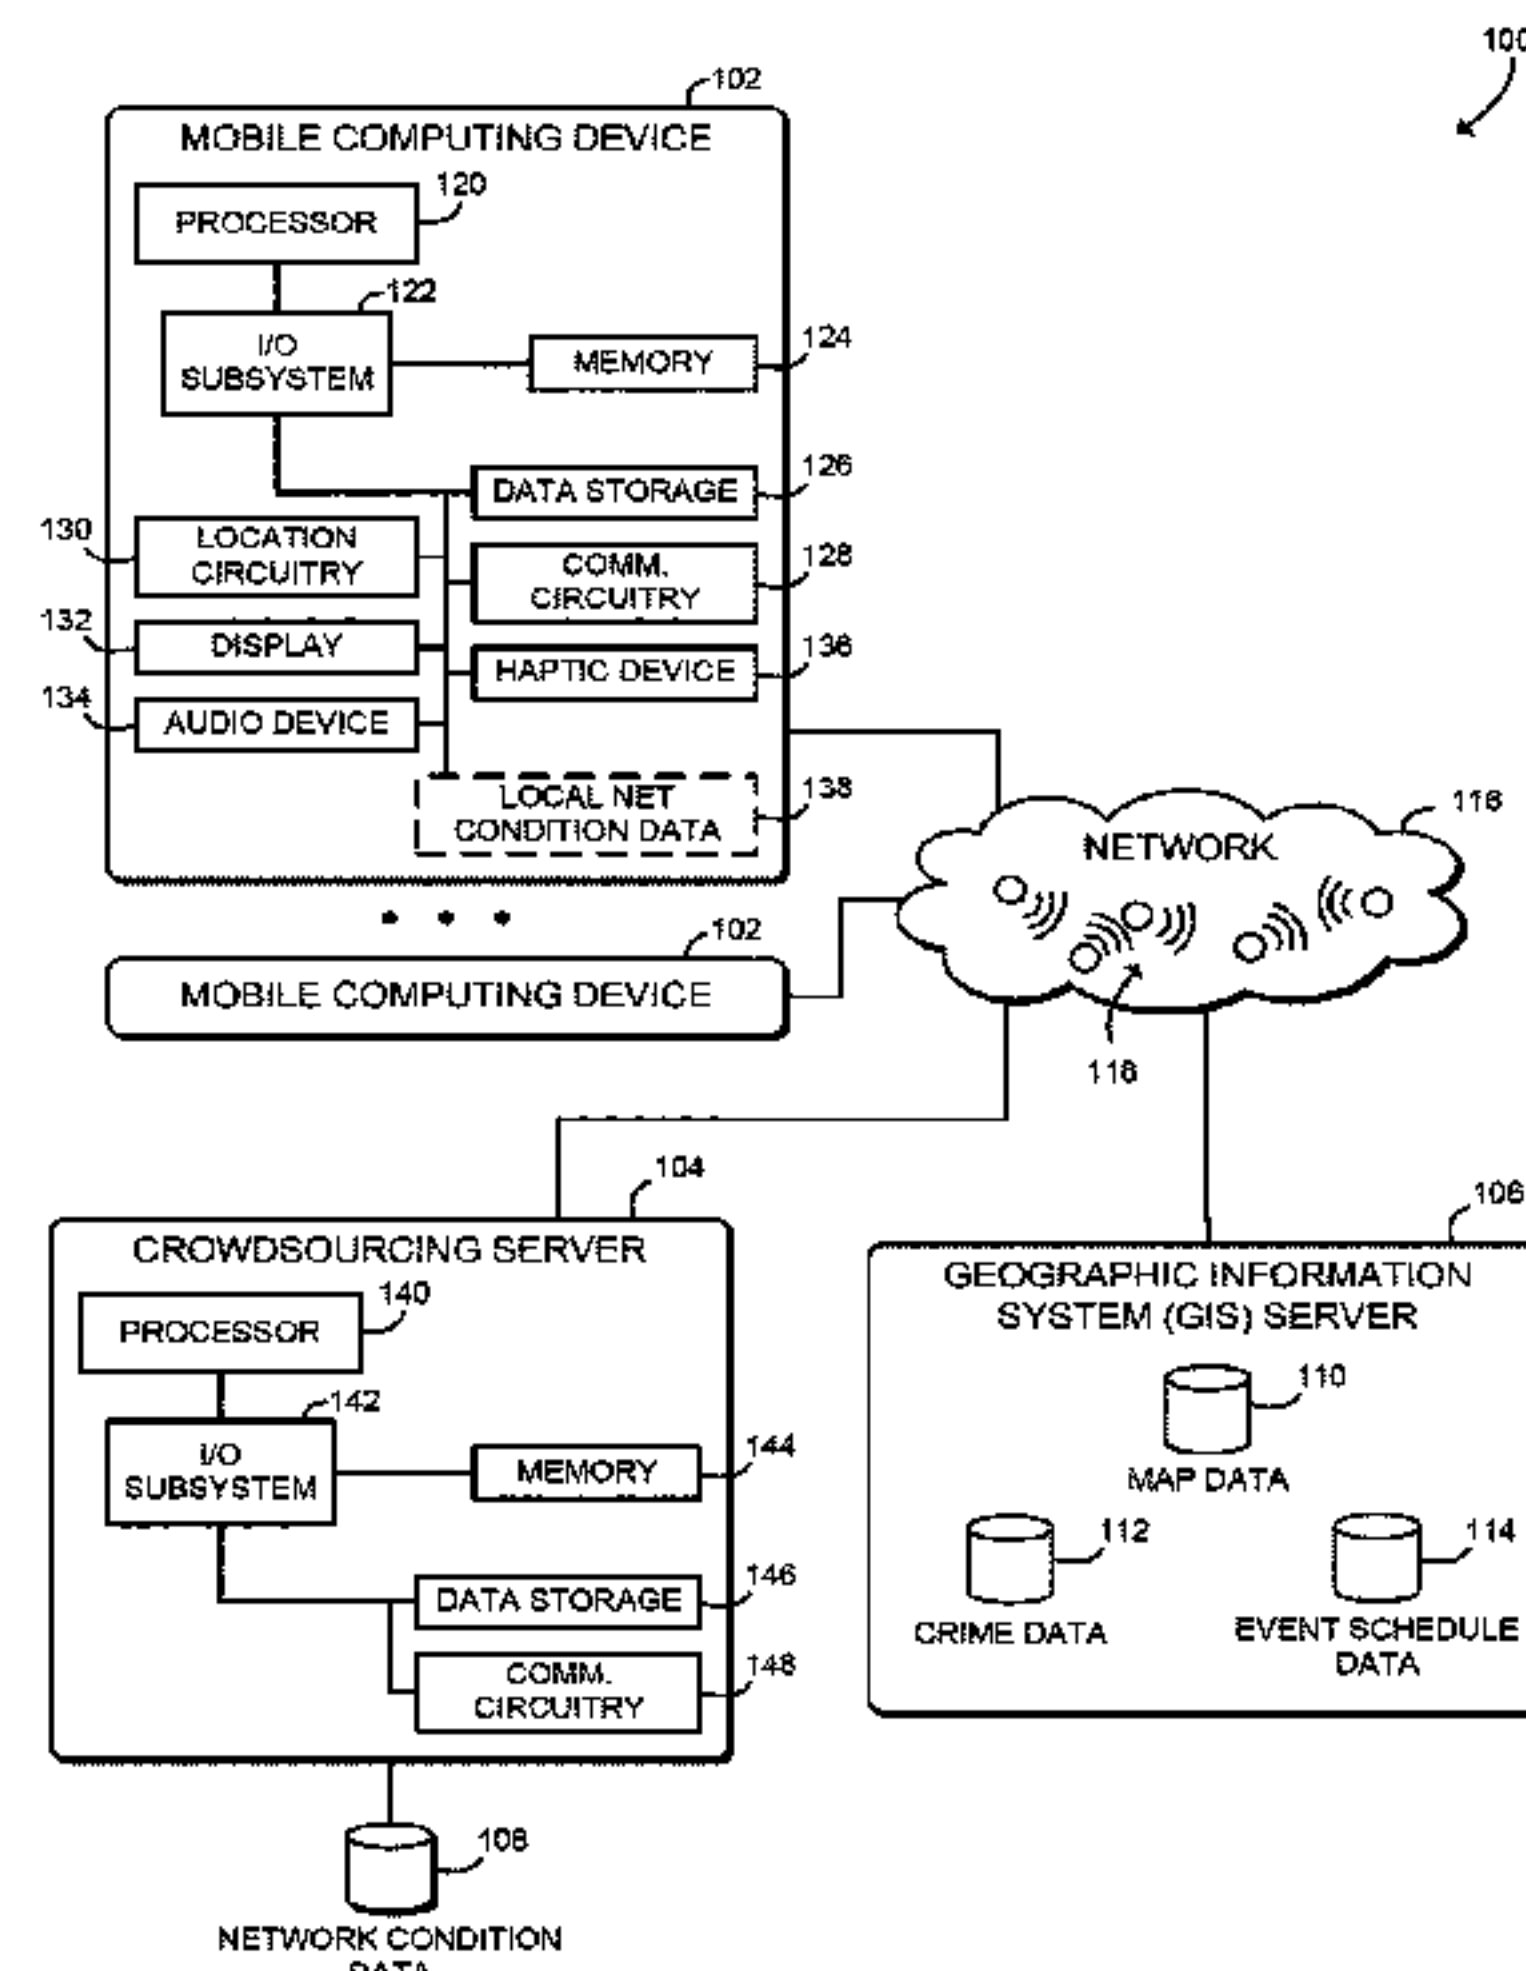 100
102
MOBILE COMPUTING DEVICE
120
PROCESSOR
122
I/O
SUBSYSTEM
124
MEMORY
126
DATA STORAGE
130
LOCATION
CIRCUITRY
128
COMM.
CIRCUITRY
132
DISPLAY
136
HAPTIC DEVICE
134
AUDIO DEVICE
138
LOCAL NET
CONDITION DATA
116
NETWORK
118
102
MOBILE COMPUTING DEVICE
104
CROWDSOURCING SERVER
140
PROCESSOR
142
I/O
SUBSYSTEM
144
MEMORY
146
DATA STORAGE
148
COMM.
CIRCUITRY
108
NETWORK CONDITION
DATA
106
GEOGRAPHIC INFORMATION
SYSTEM (GIS) SERVER
110
MAP DATA
112
CRIME DATA
114
EVENT SCHEDULE
DATA